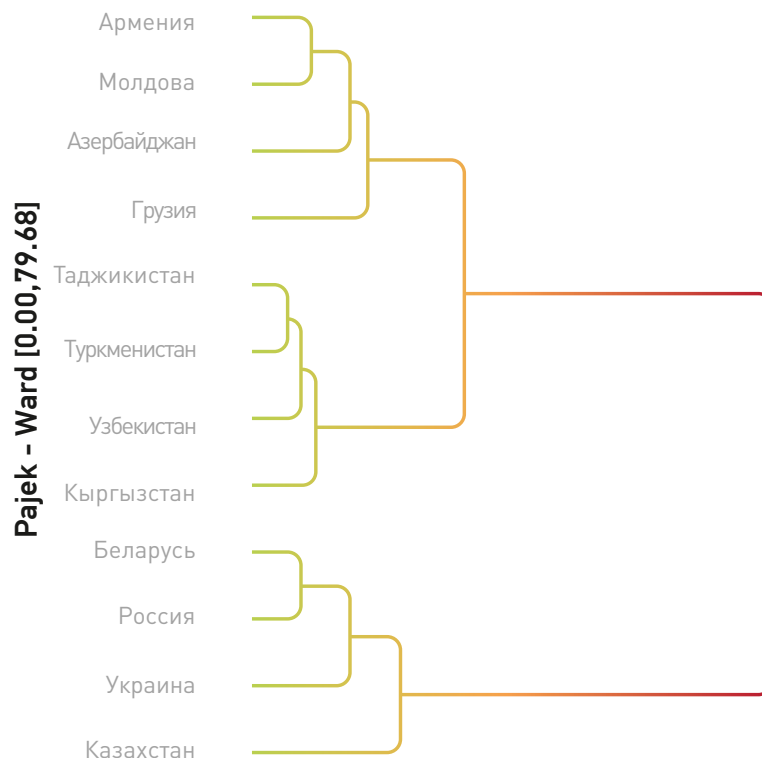 Pajek – Ward [0.00,79.68]
Армения
Молдова
Азербайджан
Грузия
Таджикистан
Туркменистан
Узбекистан
Кыргызстан
Беларусь
Россия
Украина
Казахстан